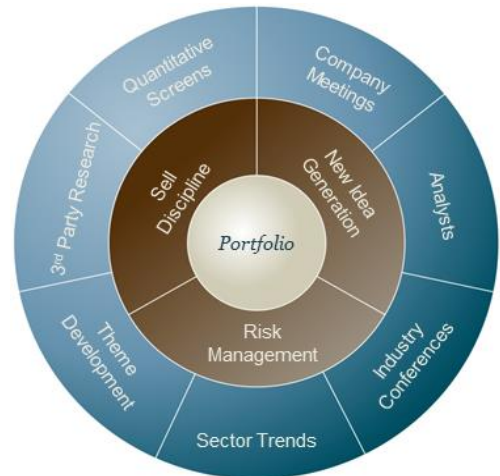 Quantitative
Screens
Company
Meetings
3rd Party Research
Sell
Discipline
New Idea
Generation
Analysts
Portfolio
Theme
Development
Risk
Management
Industry
Conferences
Sector Trends